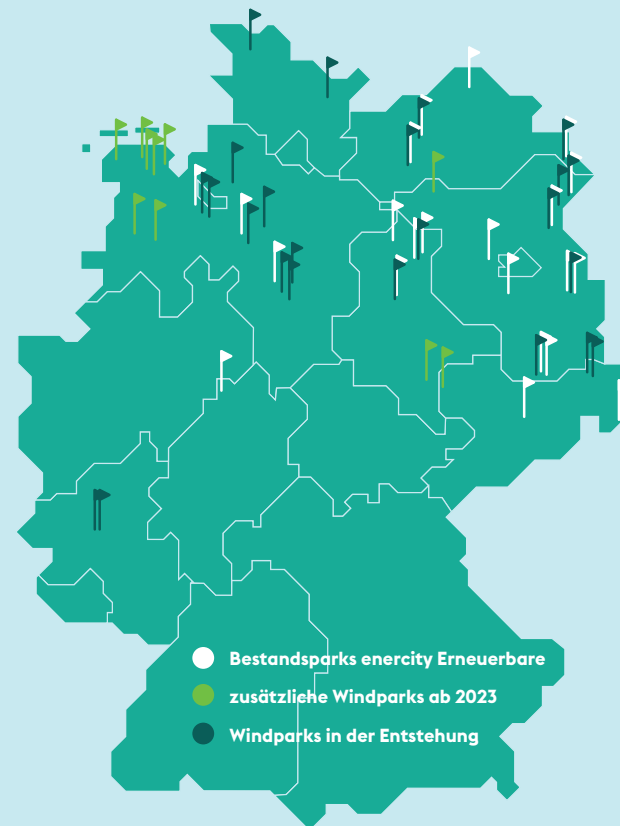 Bestandsparks enercity Erneuerbare
zusätzliche Windparks ab 2023
Windparks in der Entstehung